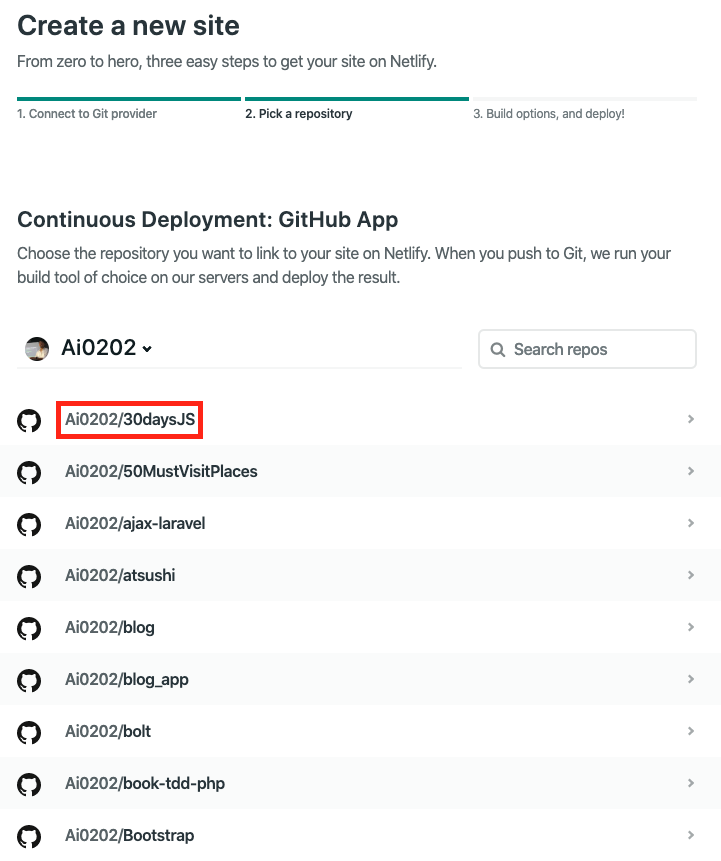 Create a new site
From zero to hero, three easy steps to get your site on Netlify.
1. Connect to Git provider
2. Pick a repository
3. Build options, and deploy!
Continuous Deployment: GitHub App
Choose the repository you want to link to your site on Netlify. When you push to Git, we run your
build tool of choice on our servers and deploy the result.
Ai0202
Search repos
Ai0202/30daysJS
Ai0202/50MustVisitPlaces
Ai0202/ajax-laravel
Ai0202/atsushi
Ai0202/blog
Ai0202/blog_app
Ai0202/bolt
Ai0202/book-tdd-php
Ai0202/Bootstrap